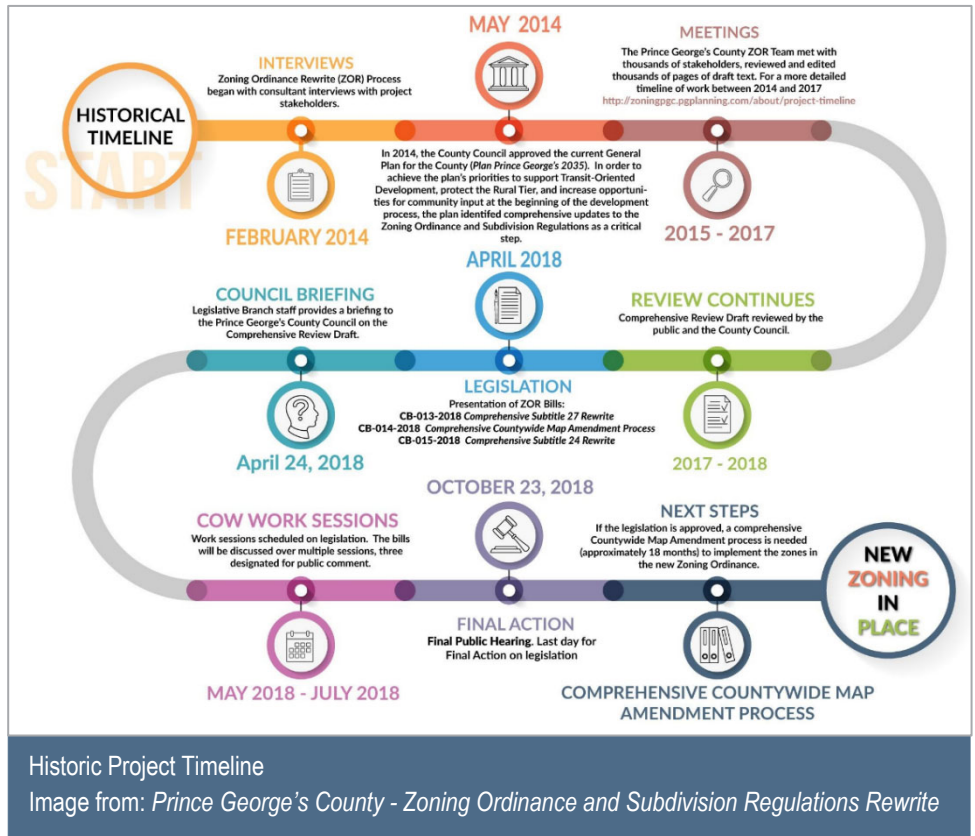 HISTORICAL
TIMELINE
START
INTERVIEWS
Zoning Ordinance Rewrite (ZOR) Process
began with consultant interviews with project
stakeholders.
FEBRUARY 2014
MAY 2014
In 2014, the County Council approved the current General
Plan for the County (Plan Prince George's 2035). In order to
achieve the plan's priorities to support Transit-Oriented
Development, protect the Rural Tier, and increase opportuni-
ties for community input at the beginning of the development
process, the plan identifed comprehensive updates to the
Zoning Ordinance and Subdivision Regulations as a critical
step.
MEETINGS
The Prince George's County ZOR Team met with
thousands of stakeholders, reviewed and edited
thousands of pages of draft text. For a more detailed
timeline of work between 2014 and 2017
http://zoningpgc.pgplanning.com/about/project-timeline
2015 - 2017
REVIEW CONTINUES
Comprehensive Review Draft reviewed by the
public and the County Council.
2017 - 2018
APRIL 2018
LEGISLATION
Presentation of ZOR Bills:
CB-013-2018 Comprehensive Subtitle 27 Rewrite
CB-014-2018 Comprehensive Countywide Map Amendment Process
CB-015-2018 Comprehensive Subtitle 24 Rewrite
COUNCIL BRIEFING
Legislative Branch staff provides a briefing to
the Prince George's County Council on the
Comprehensive Review Draft.
April 24, 2018
COW WORK SESSIONS
Work sessions scheduled on legislation. The bills
will be discussed over multiple sessions, three
designated for public comment.
MAY 2018 - JULY 2018
OCTOBER 23, 2018
FINAL ACTION
Final Public Hearing. Last day for
Final Action on legislation
NEXT STEPS
If the legislation is approved, a comprehensive
Countywide Map Amendment process is needed
(approximately 18 months) to implement the zones in
the new Zoning Ordinance.
COMPREHENSIVE COUNTYWIDE MAP
AMENDMENT PROCESS
NEW
ZONING
IN
PLACE
Historic Project Timeline
Image from: Prince George's County - Zoning Ordinance and Subdivision Regulations Rewrite